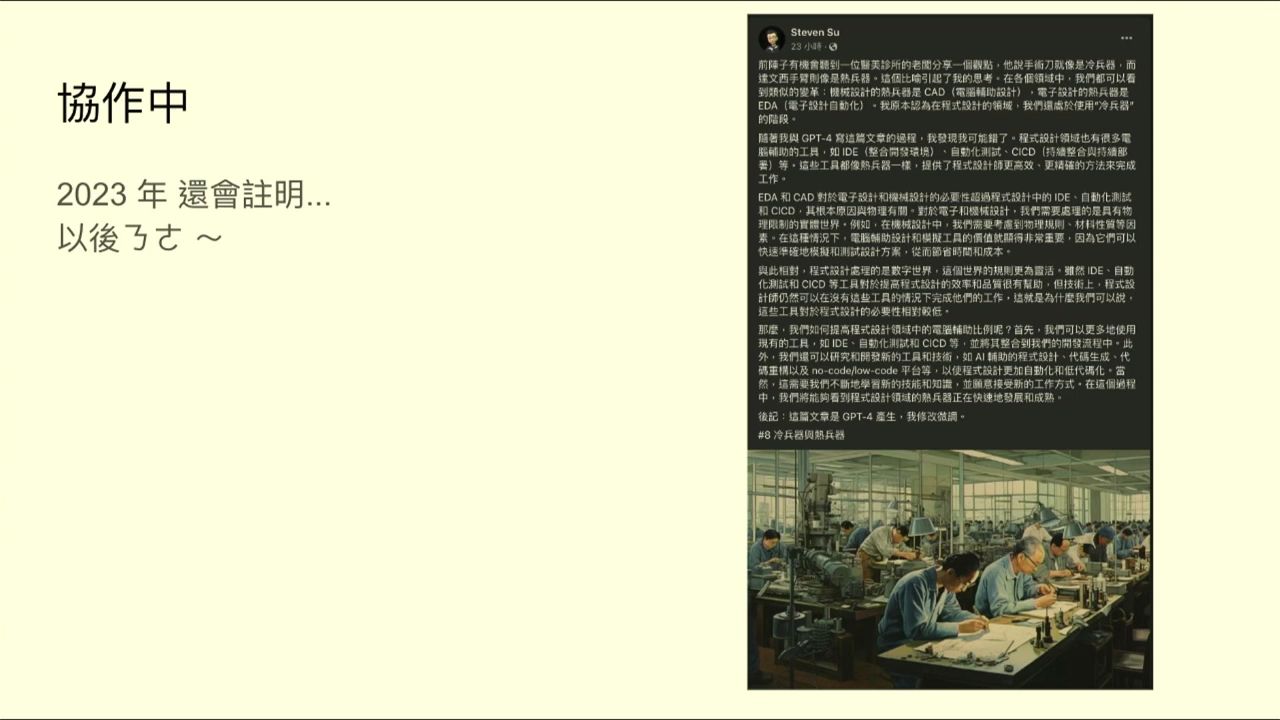 協作中
2023 年 還會註明...
以後ㄋㄜ ～
Steven Su
23 小時 ·
前陣子有機會聽到一位醫美診所的老闆分享一個觀點，他說手術刀就像是冷兵器，而
達文西手臂則像是熱兵器。這個比喻引起了我的思考。在各個領域中，我們都可以看
到類似的變革：機械設計的熱兵器是 CAD（電腦輔助設計），電子設計的熱兵器是
EDA（電子設計自動化）。我原本認為在程式設計的領域，我們還處於使用"冷兵器"
的階段。
隨著我與 GPT-4 寫這篇文章的過程，我發現我可能錯了。程式設計領域也有很多電
腦輔助的工具，如 IDE（整合開發環境）、自動化測試、CICD（持續整合與持續部
署）等。這些工具都像熱兵器一樣，提供了程式設計師更高效、更精確的方法來完成
工作。
EDA 和 CAD 對於電子設計和機械設計的必要性超過程式設計中的 IDE、自動化測試
和 CICD，其根本原因與物理有關。對於電子和機械設計，我們需要處理的是具有物
理限制的實體世界。例如，在機械設計中，我們需要考慮到物理規則、材料性質等因
素。在這種情況下，電腦輔助設計和模擬工具的價值就顯得非常重要，因為它們可以
快速準確地模擬和測試設計方案，從而節省時間和成本。
與此相對，程式設計處理的是數字世界，這個世界的規則更為靈活。雖然 IDE、自動
化測試和 CICD 等工具對於提高程式設計的效率和品質很有幫助，但技術上，程式設
計師仍然可以在沒有這些工具的情況下完成他們的工作，這就是為什麼我們可以說，
這些工具對於程式設計的必要性相對較低。
那麼，我們如何提高程式設計領域中的電腦輔助比例呢？首先，我們可以更多地使用
現有的工具，如 IDE、自動化測試和 CICD 等，並將其整合到我們的開發流程中。此
外，我們還可以研究和開發新的工具和技術，如 AI 輔助的程式設計、代碼生成、代
碼重構以及 no-code/low-code 平台等，以使程式設計更加自動化和低代碼化。當
然，這需要我們不斷地學習新的技能和知識，並願意接受新的工作方式。在這個過程
中，我們將能夠看到程式設計領域的熱兵器正在快速地發展和成熟。
後記：這篇文章是 GPT-4 產生，我修改微調。
#8 冷兵器與熱兵器